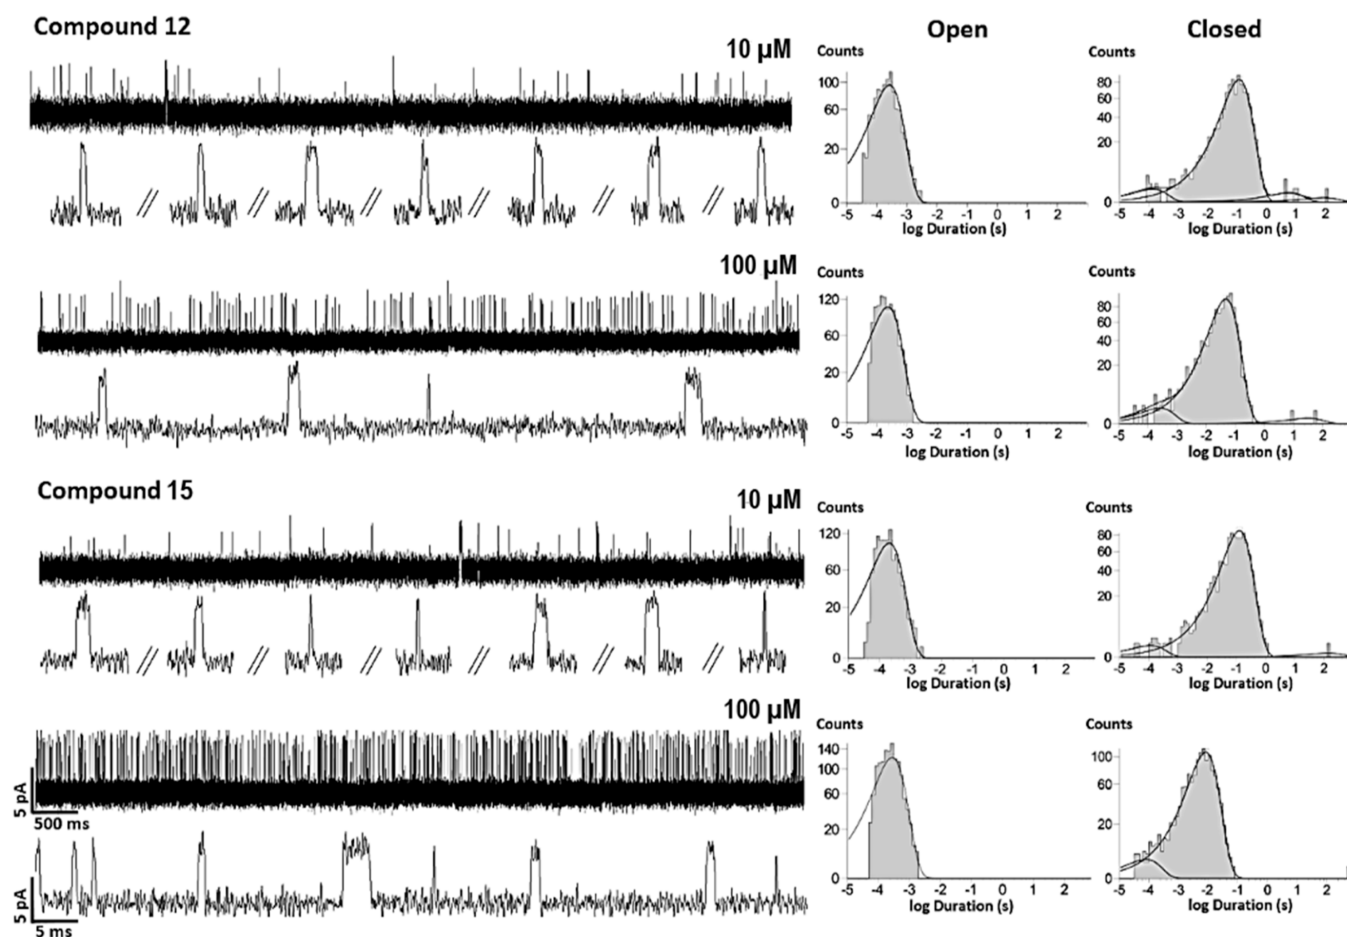 Compound 12
10 µM
Open
Closed
Counts
100
60
20
0
-5 -4 -3 -2 -1 0 1 2
log Duration (s)
Counts
80
60
40
20
0
-5 -4 -3 -2 -1 0 1 2
log Duration (s)
100 µM
Counts
120
60
20
0
-5 -4 -3 -2 -1 0 1 2
log Duration (s)
Counts
80
60
40
20
0
-5 -4 -3 -2 -1 0 1 2
log Duration (s)
Compound 15
10 µM
Counts
120
60
20
0
-5 -4 -3 -2 -1 0 1 2
log Duration (s)
Counts
80
60
40
20
0
-5 -4 -3 -2 -1 0 1 2
log Duration (s)
100 µM
5 pA
500 ms
5 pA
5 ms
Counts
140
100
60
20
0
-5 -4 -3 -2 -1 0 1 2
log Duration (s)
Counts
100
60
20
0
-5 -4 -3 -2 -1 0 1 2
log Duration (s)